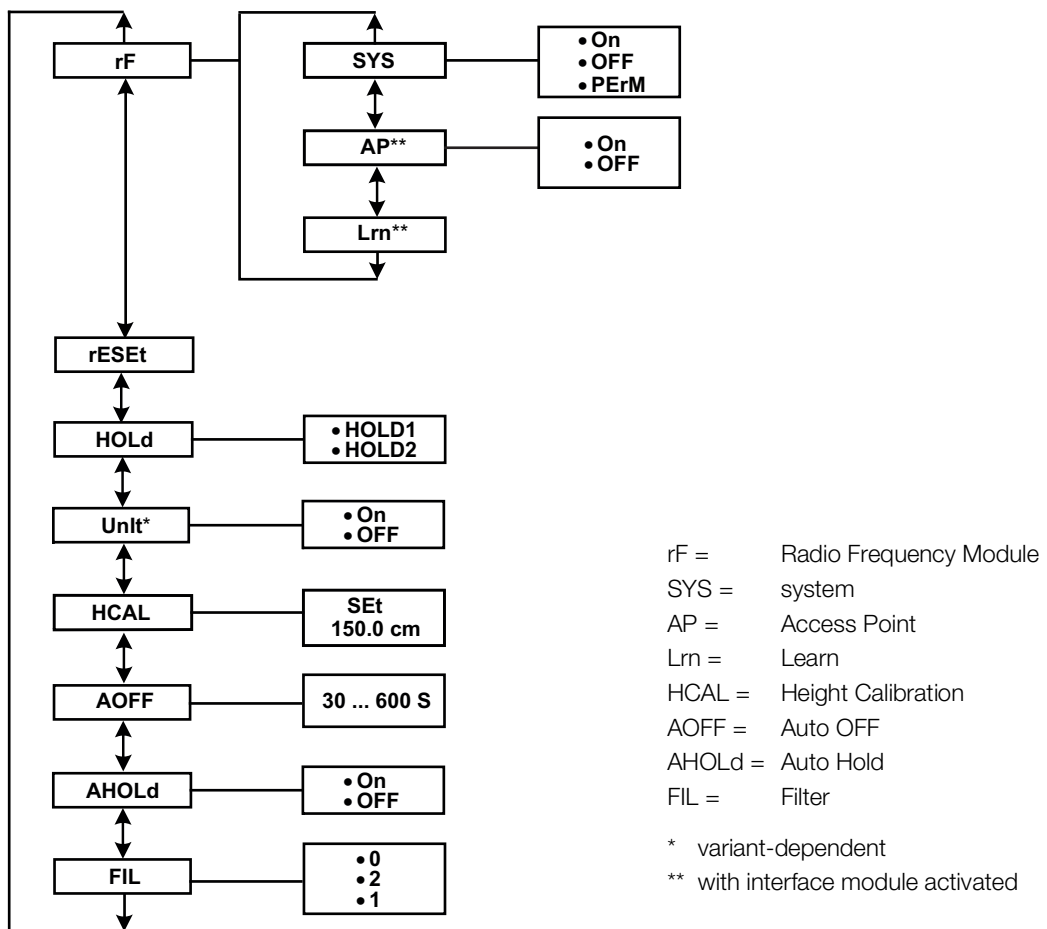 rF
SYS
• On
• OFF
• PErM
AP**
• On
• OFF
Lrn**
rESEt
HOLd
• HOLD1
• HOLD2
UnIt*
• On
• OFF
HCAL
SEt
150.0 cm
AOFF
30 ... 600 S
AHOLd
• On
• OFF
FIL
• 0
• 2
• 1
rF = Radio Frequency Module
SYS = system
AP = Access Point
Lrn = Learn
HCAL = Height Calibration
AOFF = Auto OFF
AHOLd = Auto Hold
FIL = Filter
* variant-dependent
** with interface module activated